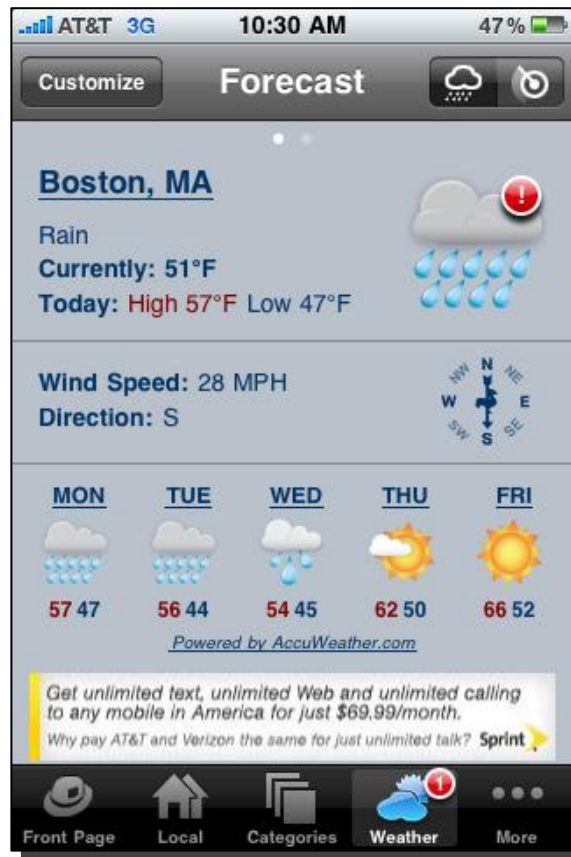 AT&T 3G 10:30 AM 47%
Customize Forecast
Boston, MA
!
Rain
Currently: 51°F
Today: High 57°F Low 47°F
Wind Speed: 28 MPH
Direction: S
N NE E SE S SW W NW
MON TUE WED THU FRI
57 47 56 44 54 45 62 50 66 52
Powered by AccuWeather.com
Get unlimited text, unlimited Web and unlimited calling
to any mobile in America for just $69.99/month.
Why pay AT&T and Verizon the same for just unlimited talk? Sprint
1
Front Page Local Categories Weather More